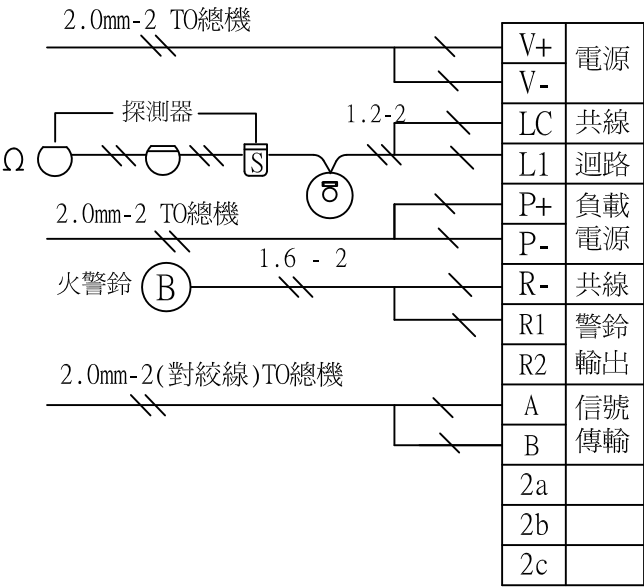 2.0mm-2 TO總機
V+
電源
V-
探測器
1.2-2
LC
共線
Ω
S
L1
迴路
P+
負載
2.0mm-2 TO總機
P-
電源
1.6 - 2
火警鈴
B
R-
共線
R1
警鈴
R2
輸出
2.0mm-2(對絞線)TO總機
A
信號
B
傳輸
2a
2b
2c